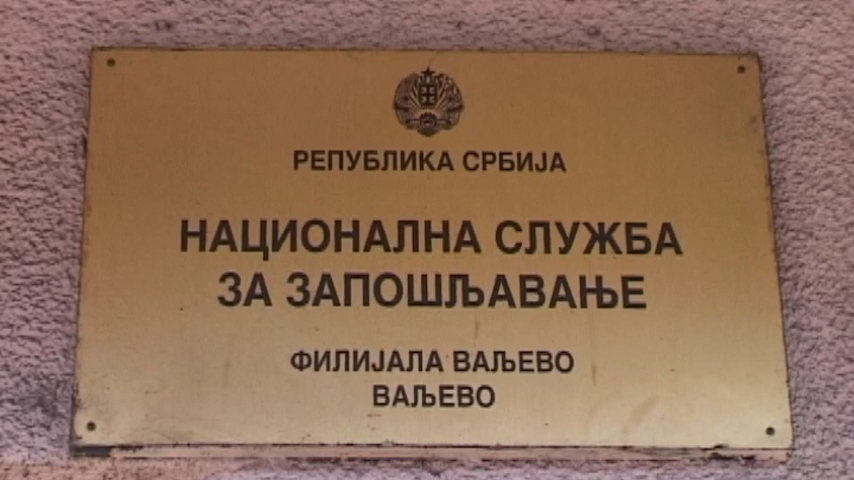 РЕПУБЛИКА СРБИЈА
НАЦИОНАЛНА СЛУЖБА
ЗА ЗАПОШЉАВАЊЕ
ФИЛИЈАЛА ВАЉЕВО
ВАЉЕВО